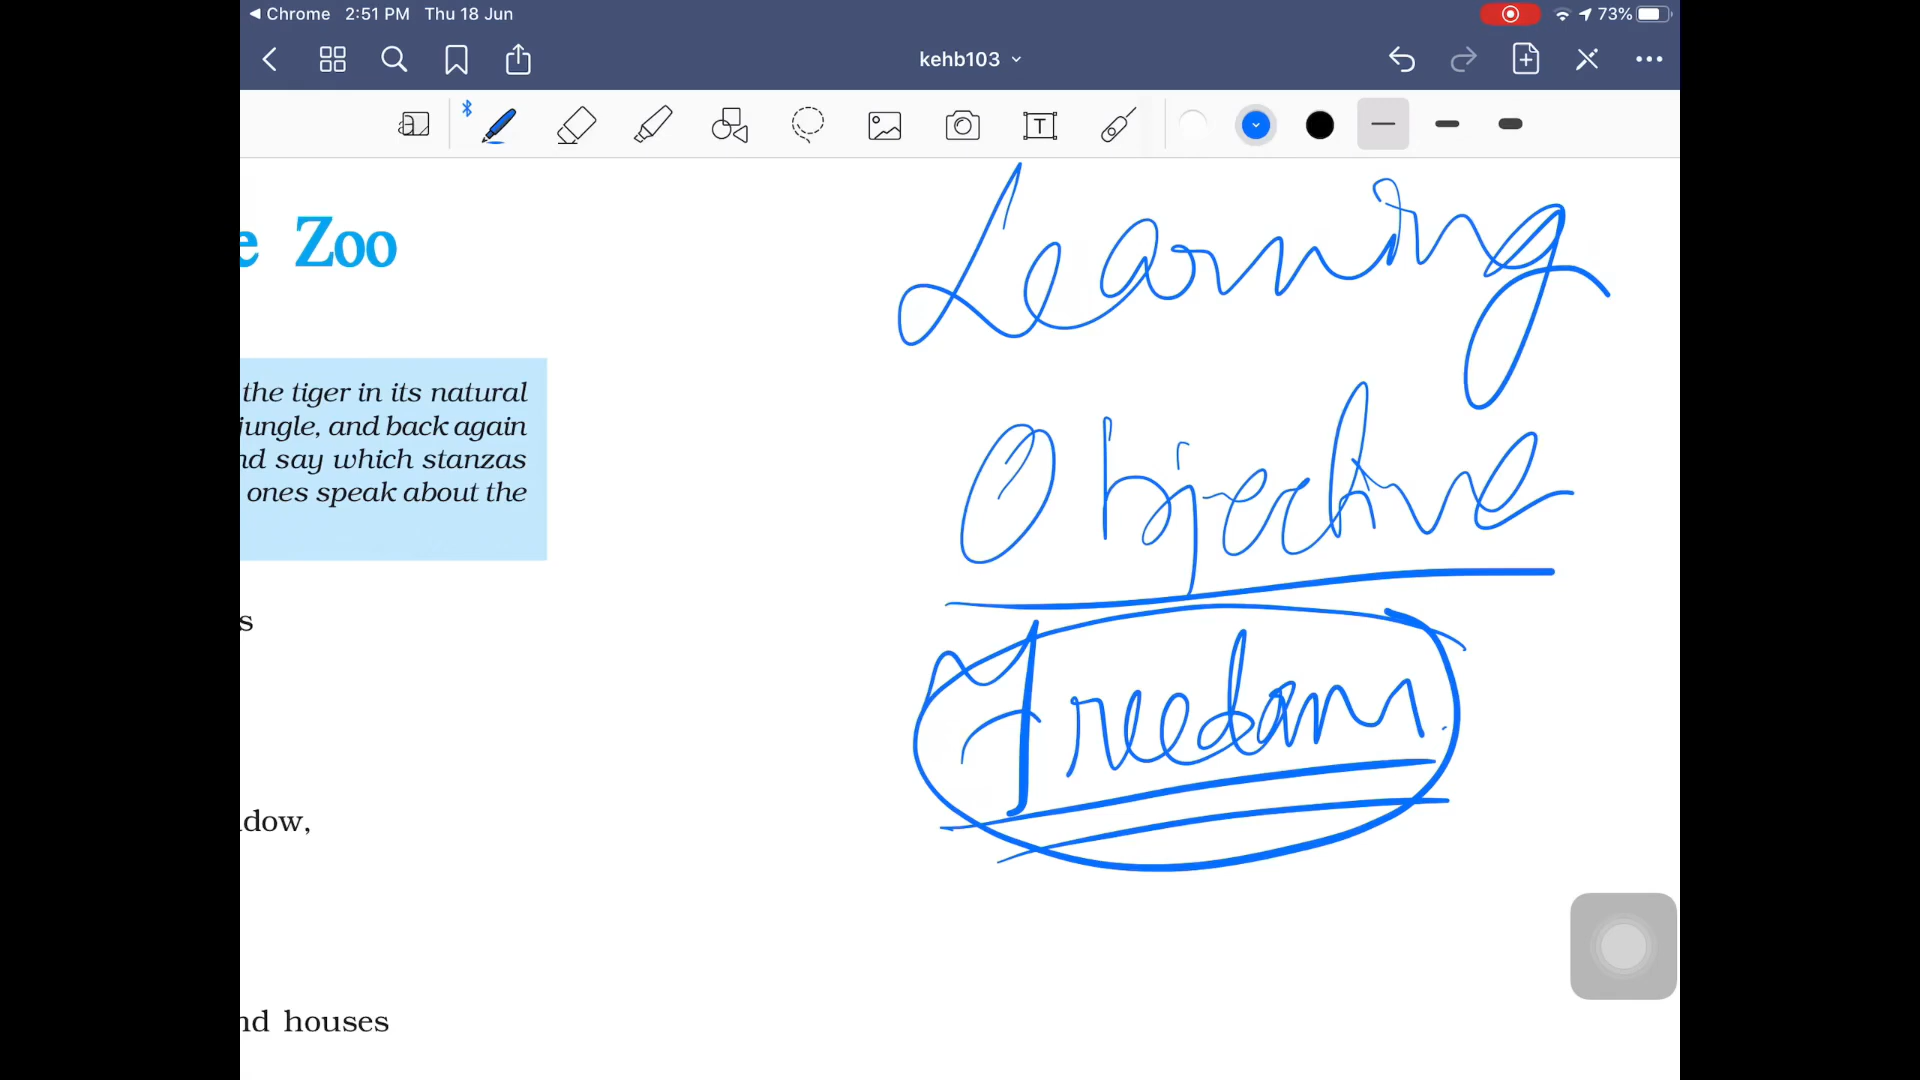 Chrome 2:51 PM Thu 18 Jun 73%
kehb103
e Zoo
the tiger in its natural
jungle, and back again
nd say which stanzas
ones speak about the
s
dow,
nd houses
Learning
Objective
Freedom